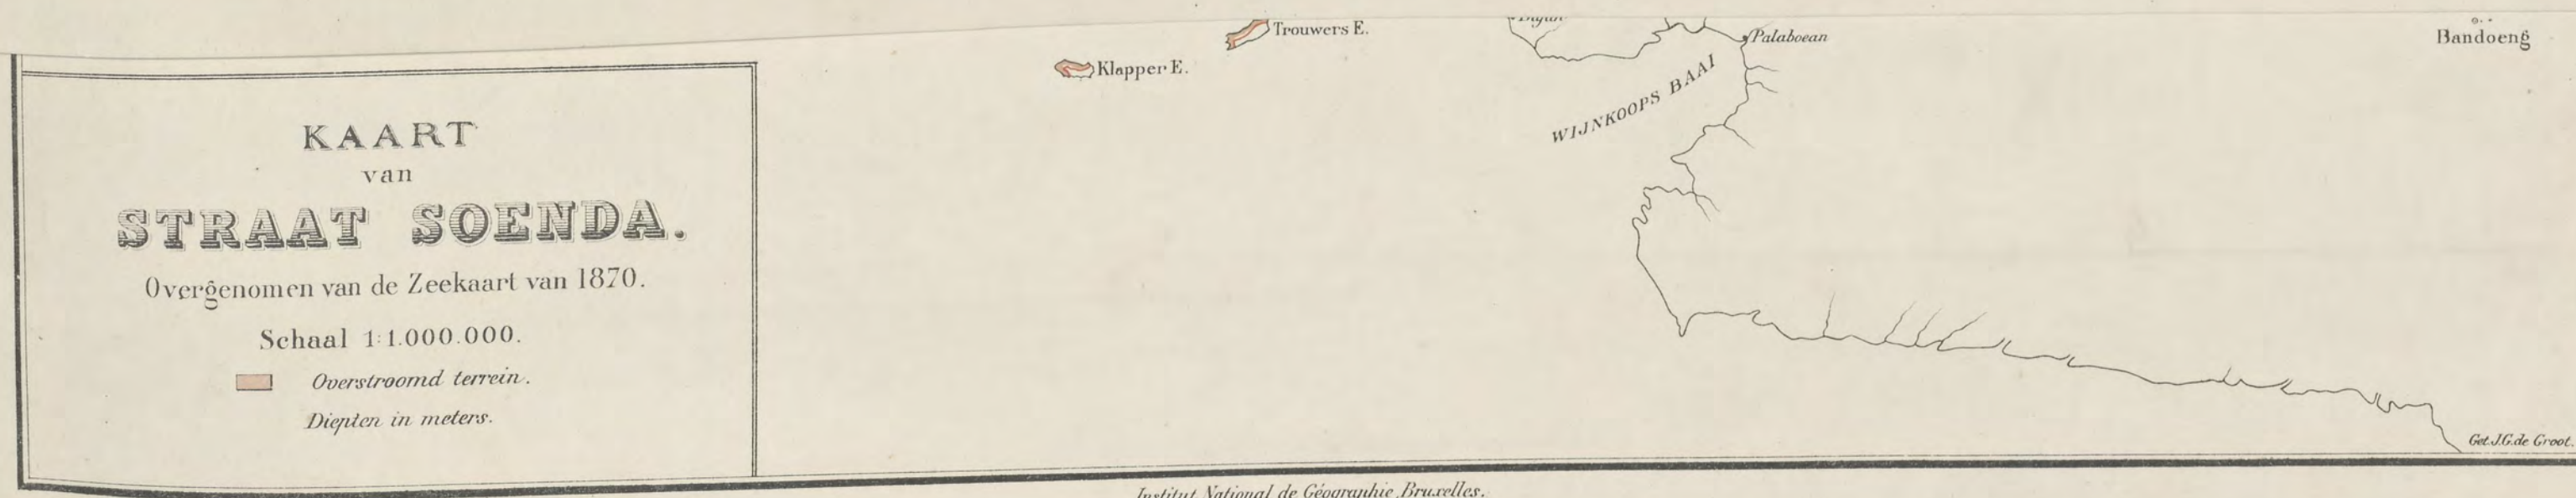 Trouwers E.
Palaboean
Bandoeng
Klapper E.
WIJNKOOPS BAAI
KAART
van
STRAAT SOENDA.
Overgenomen van de Zeekaart van 1870.
Schaal 1:1.000.000.
Overstroomd terrein.
Diepten in meters.
Get. J.G. de Groot.
Institut National de Géographie Bruxelles.